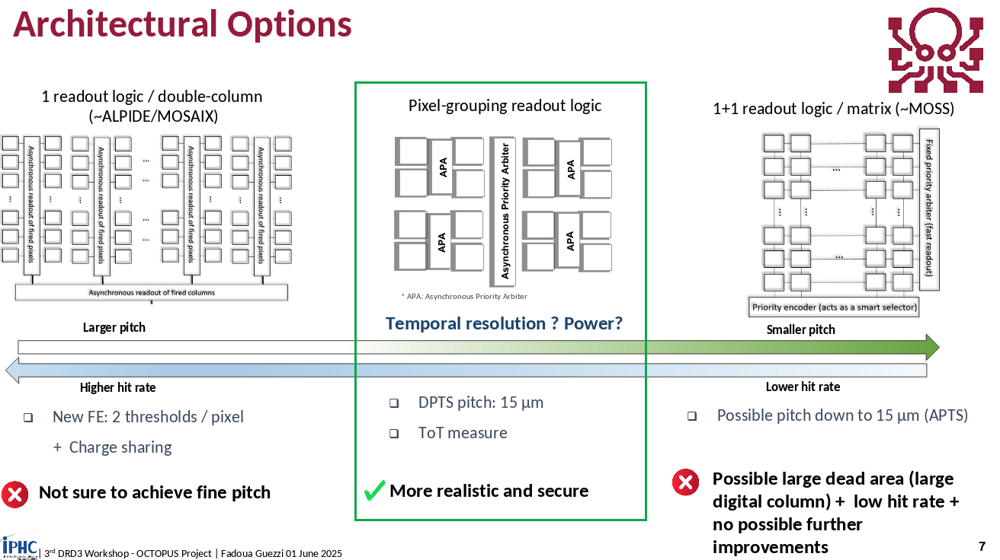 Architectural Options
1 readout logic / double-column
(~ALPIDE/MOSAIX)
Asynchronous readout of fired pixels
Asynchronous readout of fired pixels
Asynchronous readout of fired pixels
Asynchronous readout of fired pixels
...
...
...
...
Asynchronous readout of fired columns
Larger pitch
Higher hit rate
❑ New FE: 2 thresholds / pixel
+ Charge sharing
Not sure to achieve fine pitch
Pixel-grouping readout logic
APA
APA
Asynchronous Priority Arbiter
APA
APA
* APA: Asynchronous Priority Arbiter
Temporal resolution ? Power?
❑ DPTS pitch: 15 µm
❑ ToT measure
More realistic and secure
1+1 readout logic / matrix (~MOSS)
...
...
Fixed priority arbiter (fast readout)
Priority encoder (acts as a smart selector)
Smaller pitch
Lower hit rate
❑ Possible pitch down to 15 µm (APTS)
Possible large dead area (large
digital column) + low hit rate +
no possible further
improvements
IPHC
| 3rd DRD3 Workshop - OCTOPUS Project | Fadoua Guezzi 01 June 2025
7